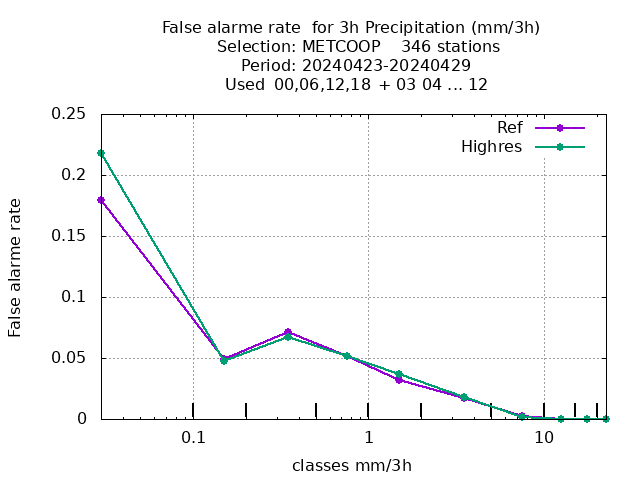 False alarme rate  for 3h Precipitation (mm/3h)
Selection: METCOOP    346 stations
Period: 20240423-20240429
Used  00,06,12,18 + 03 04 ... 12
Ref
Highres
False alarme rate
0.25
0.2
0.15
0.1
0.05
0
0.1
1
10
classes mm/3h